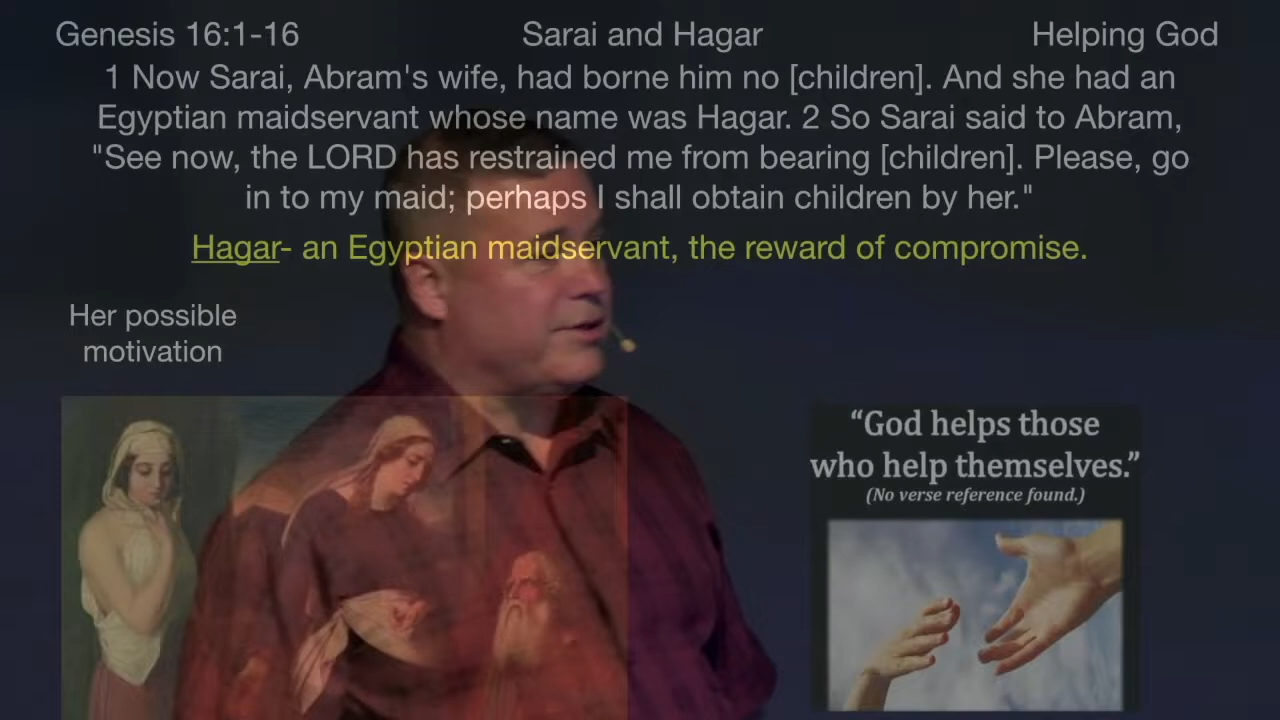 Genesis 16:1-16 Sarai and Hagar Helping God
1 Now Sarai, Abram's wife, had borne him no [children]. And she had an
Egyptian maidservant whose name was Hagar. 2 So Sarai said to Abram,
"See now, the LORD has restrained me from bearing [children]. Please, go
in to my maid; perhaps I shall obtain children by her."
Hagar- an Egyptian maidservant, the reward of compromise.
Her possible
motivation
“God helps those
who help themselves.”
(No verse reference found.)